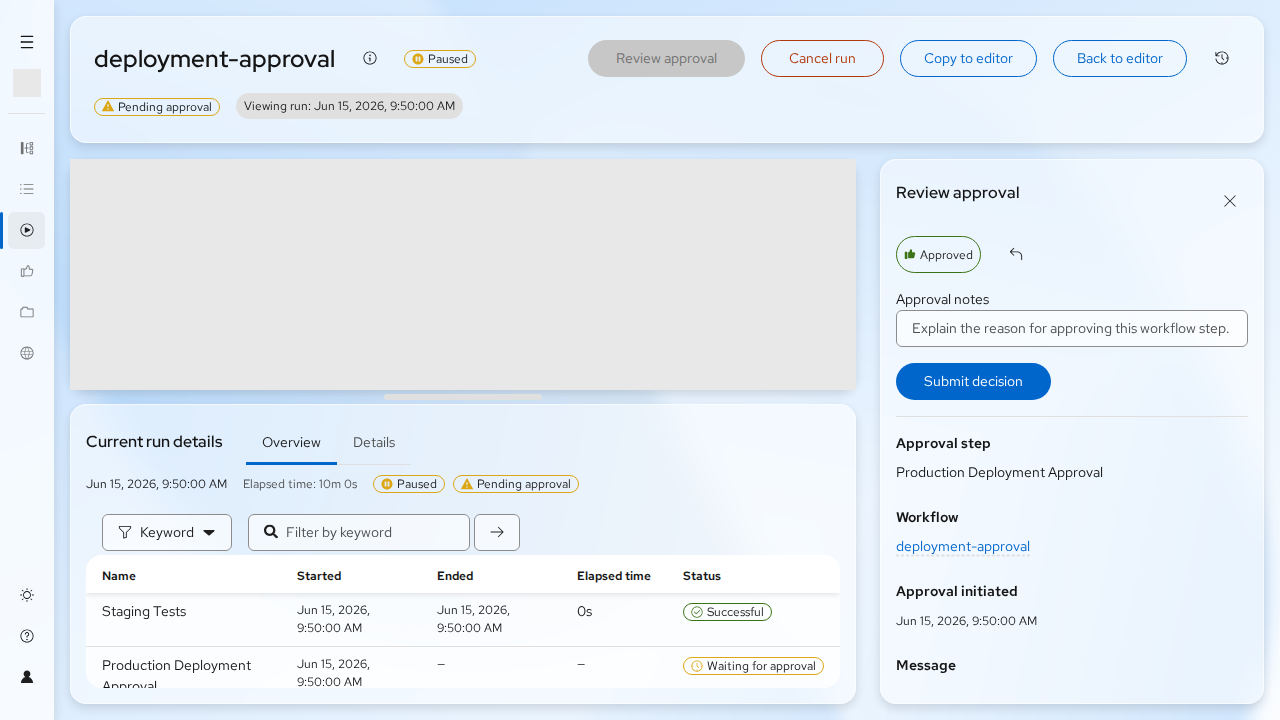 deployment-approval
Paused
Review approval
Cancel run
Copy to editor
Back to editor
Pending approval
Viewing run: Jun 15, 2026, 9:50:00 AM
Current run details
Overview
Details
Jun 15, 2026, 9:50:00 AM
Elapsed time: 10m 0s
Paused
Pending approval
Keyword
Filter by keyword
Name
Started
Ended
Elapsed time
Status
Staging Tests
Jun 15, 2026,
9:50:00 AM
Jun 15, 2026,
9:50:00 AM
0s
Successful
Production Deployment
Approval
Jun 15, 2026,
9:50:00 AM
—
—
Waiting for approval
Review approval
Approved
Approval notes
Explain the reason for approving this workflow step.
Submit decision
Approval step
Production Deployment Approval
Workflow
deployment-approval
Approval initiated
Jun 15, 2026, 9:50:00 AM
Message